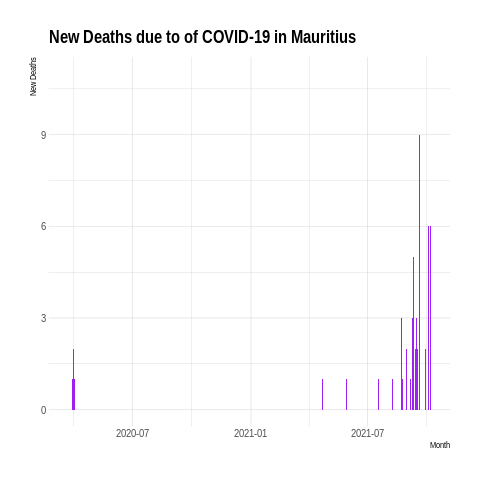 New Deaths due to of COVID-19 in Mauritius
New Deaths
9
6
3
0
2020-07 2021-01 2021-07
Month